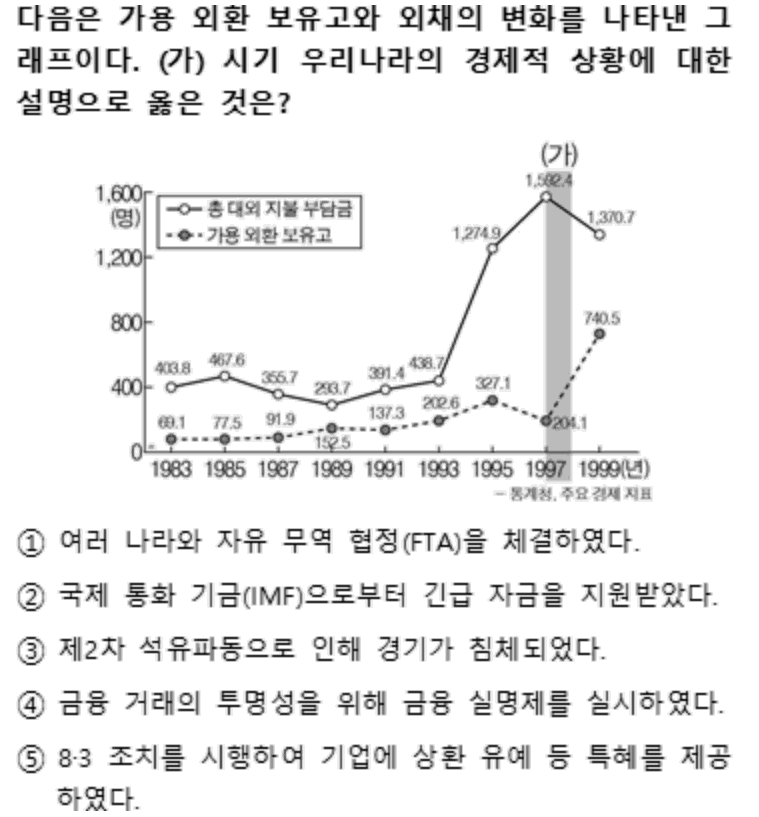 다음은 가용 외환 보유고와 외채의 변화를 나타낸 그
래프이다. (가) 시기 우리나라의 경제적 상황에 대한
설명으로 옳은 것은?
(가)
1,600
(명)
1,200
800
400
0
총 대외 지불 부담금
가용 외환 보유고
403.8 467.6 355.7 293.7 391.4 438.7 1,274.9 1,592.4 1,370.7
69.1 77.5 91.9 152.5 137.3 202.6 327.1 204.1 740.5
1983 1985 1987 1989 1991 1993 1995 1997 1999(년)
- 통계청, 주요 경제 지표
① 여러 나라와 자유 무역 협정(FTA)을 체결하였다.
② 국제 통화 기금(IMF)으로부터 긴급 자금을 지원받았다.
③ 제2차 석유파동으로 인해 경기가 침체되었다.
④ 금융 거래의 투명성을 위해 금융 실명제를 실시하였다.
⑤ 8·3 조치를 시행하여 기업에 상환 유예 등 특혜를 제공
하였다.